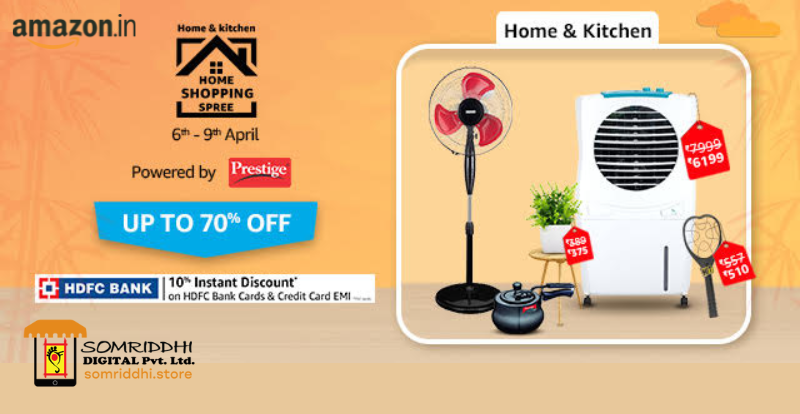 amazon.in
Home & kitchen
HOME
SHOPPING
SPREE
6th - 9th April
Powered by Prestige
UP TO 70% OFF
HDFC BANK
10% Instant Discount*
on HDFC Bank Cards & Credit Card EMI
SOMRIDDHI
DIGITAL Pvt. Ltd.
somriddhi.store
Home & Kitchen
₹7999
₹6199
₹375
₹557
₹510